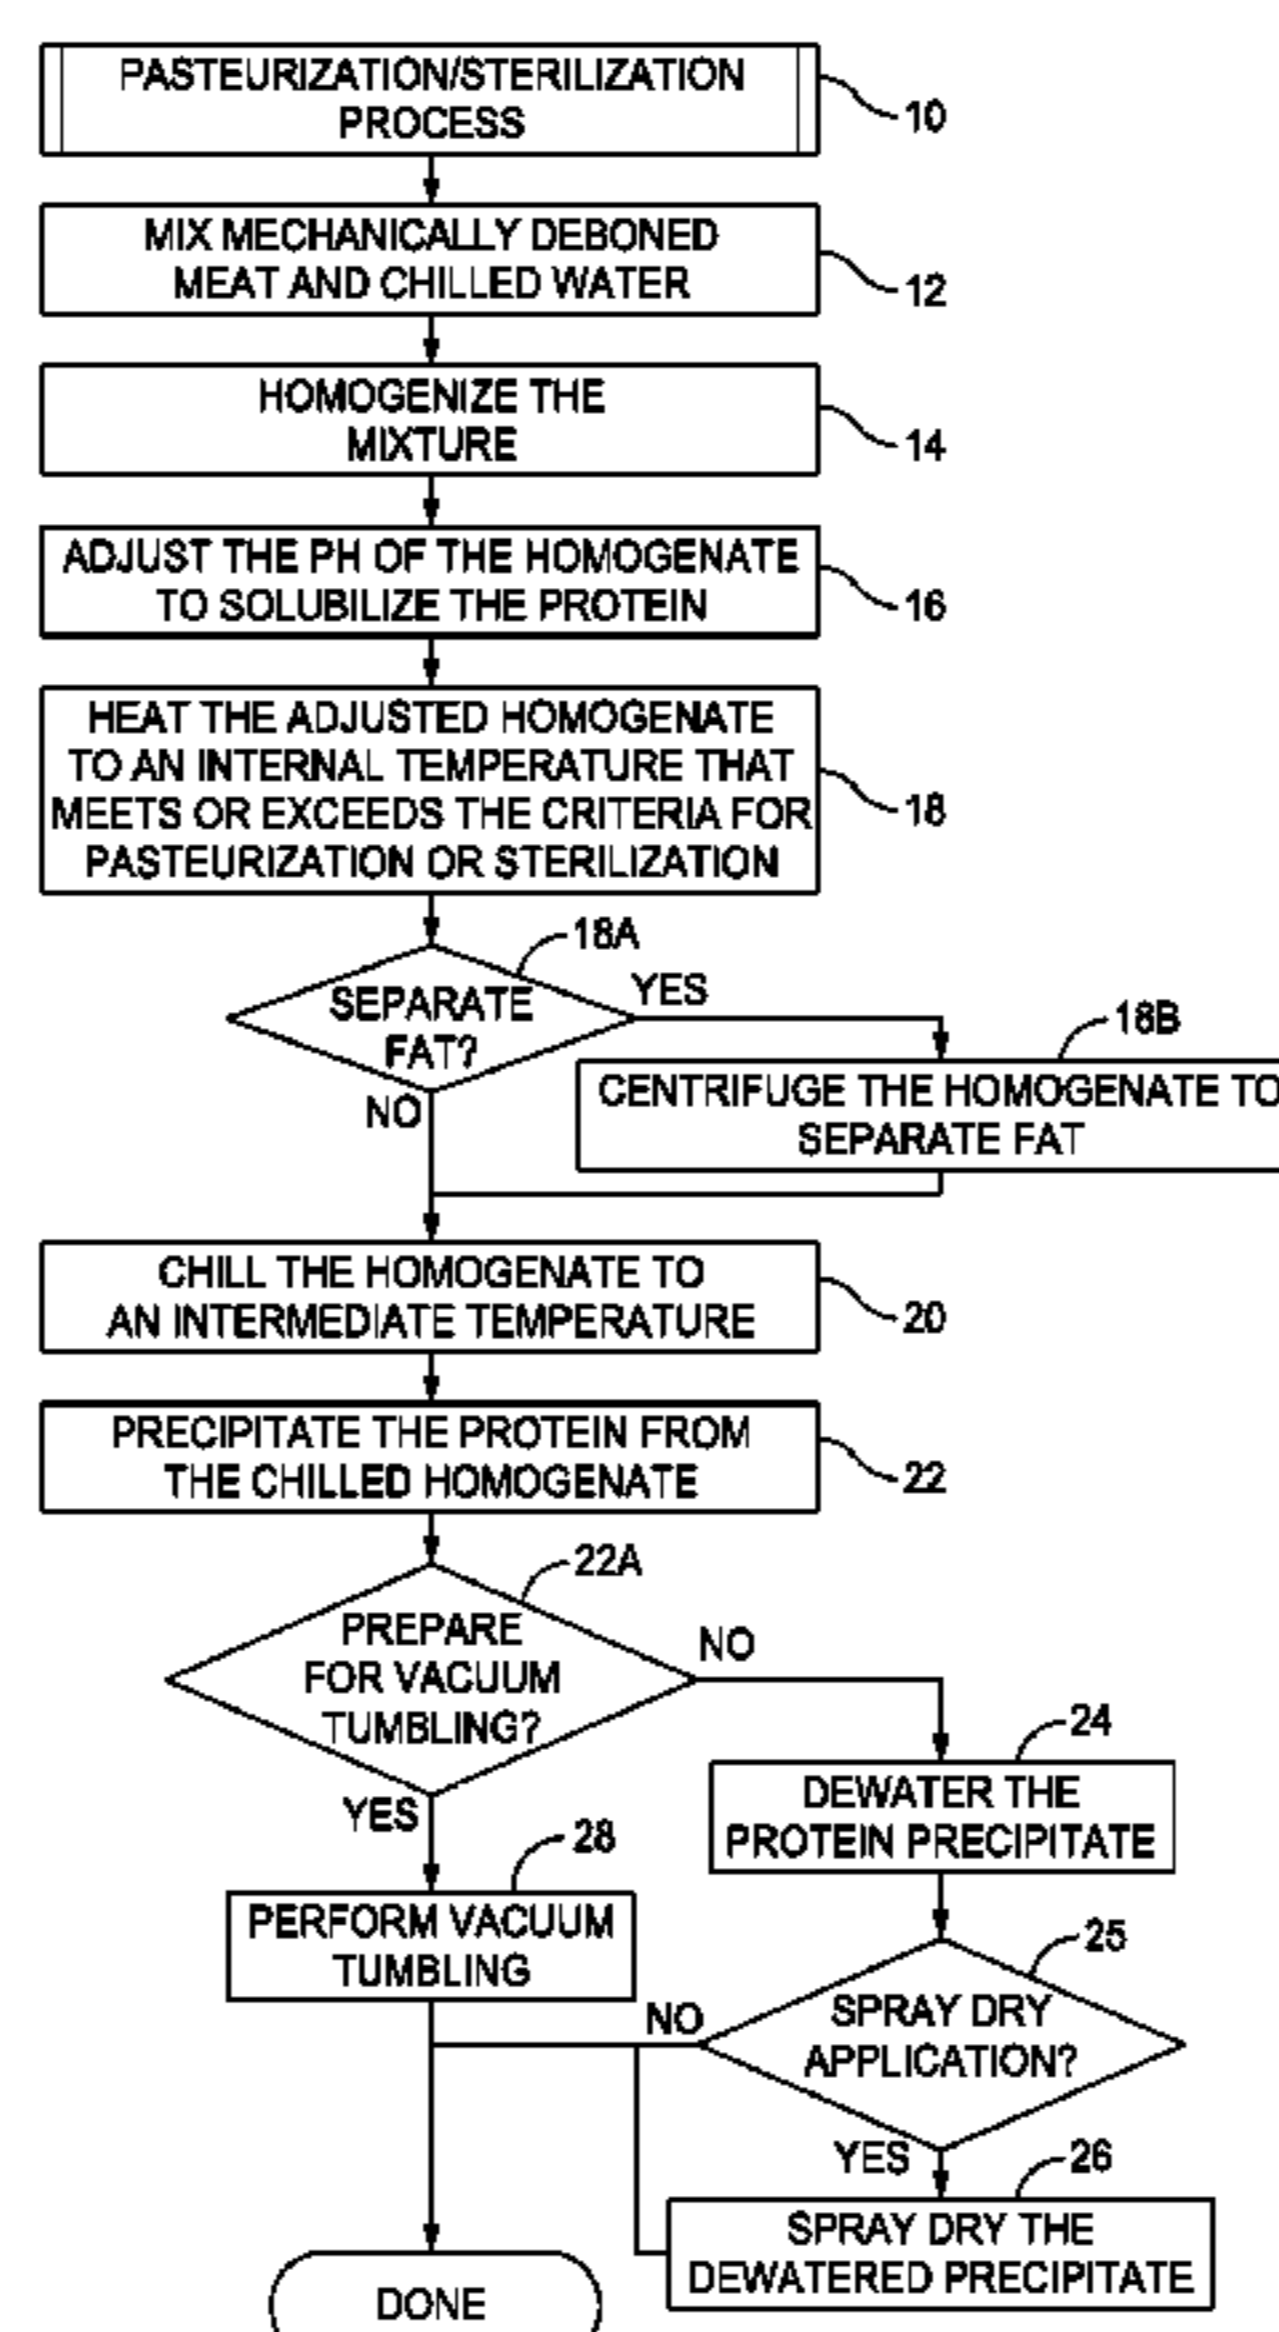 PASTEURIZATION/STERILIZATION
PROCESS
10
MIX MECHANICALLY DEBONED
MEAT AND CHILLED WATER
12
HOMOGENIZE THE
MIXTURE
14
ADJUST THE PH OF THE HOMOGENATE
TO SOLUBILIZE THE PROTEIN
16
HEAT THE ADJUSTED HOMOGENATE
TO AN INTERNAL TEMPERATURE THAT
MEETS OR EXCEEDS THE CRITERIA FOR
PASTEURIZATION OR STERILIZATION
18
18A
SEPARATE
FAT?
YES
NO
18B
CENTRIFUGE THE HOMOGENATE TO
SEPARATE FAT
CHILL THE HOMOGENATE TO
AN INTERMEDIATE TEMPERATURE
20
PRECIPITATE THE PROTEIN FROM
THE CHILLED HOMOGENATE
22
22A
PREPARE
FOR VACUUM
TUMBLING?
NO
YES
24
DEWATER THE
PROTEIN PRECIPITATE
28
PERFORM VACUUM
TUMBLING
25
SPRAY DRY
APPLICATION?
NO
YES
26
SPRAY DRY THE
DEWATERED PRECIPITATE
DONE